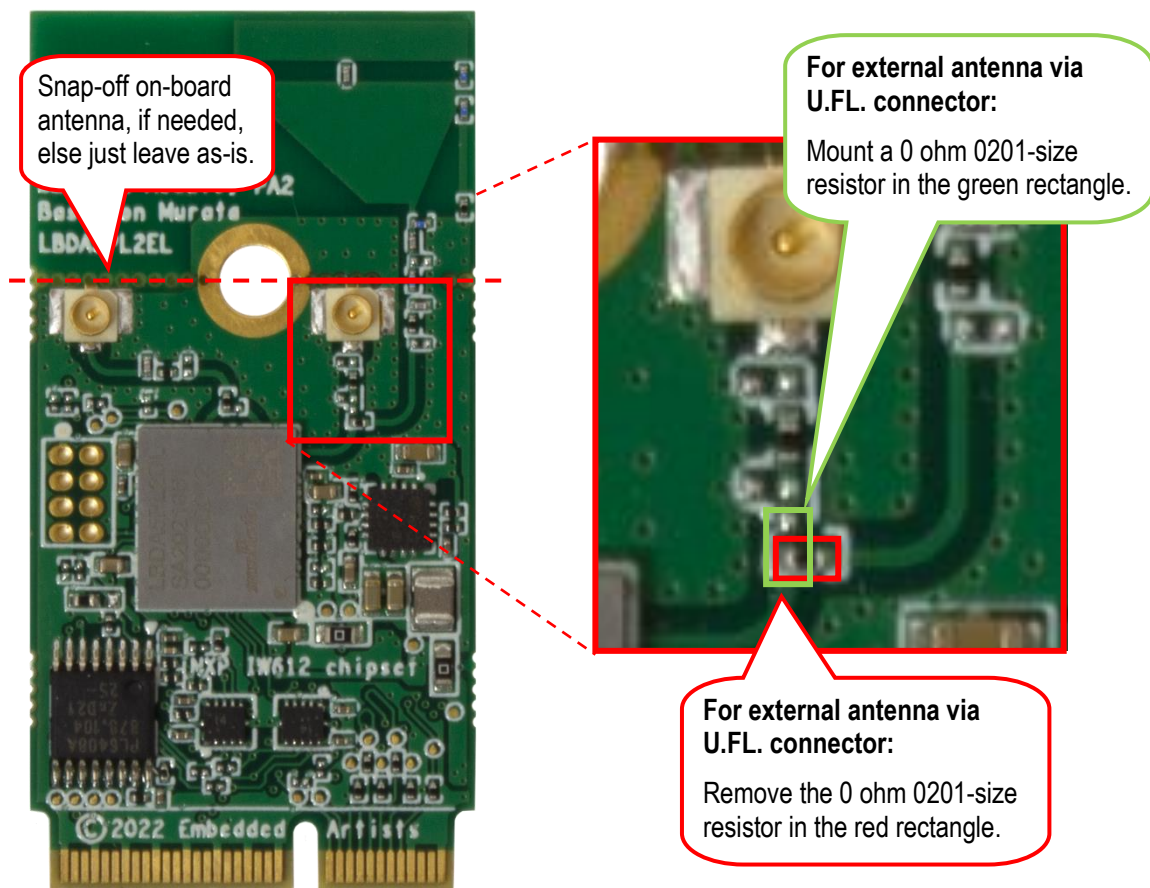 Snap-off on-board
antenna, if needed,
else just leave as-is.
For external antenna via
U.FL. connector:
Mount a 0 ohm 0201-size
resistor in the green rectangle.
on Murata
NXP IW612 chipset
©2022 Embedded Artists
For external antenna via
U.FL. connector:
Remove the 0 ohm 0201-size
resistor in the red rectangle.